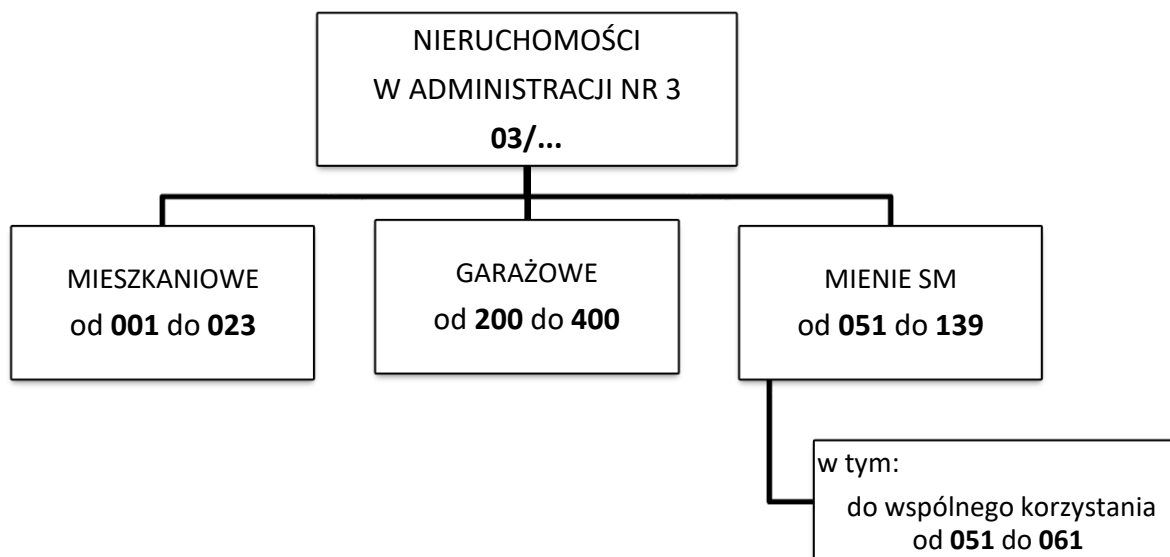 NIERUCHOMOŚCI
W ADMINISTRACJI NR 3
03/...
MIESZKANIOWE
od 001 do 023
GARAŻOWE
od 200 do 400
MIENIE SM
od 051 do 139
w tym:
do wspólnego korzystania
od 051 do 061